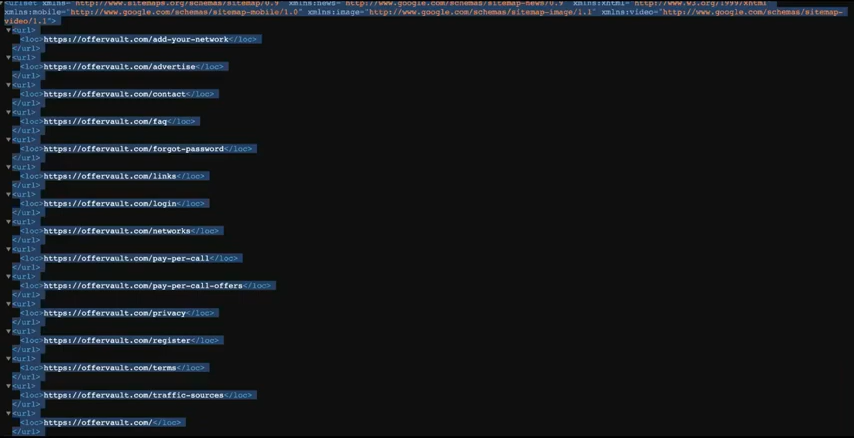 <urlset xmlns="http://www.sitemaps.org/schemas/sitemap/0.9" xmlns:news="http://www.google.com/schemas/sitemap-news/0.9" xmlns:xhtml="http://www.w3.org/1999/xhtml"
xmlns:mobile="http://www.google.com/schemas/sitemap-mobile/1.0" xmlns:image="http://www.google.com/schemas/sitemap-image/1.1" xmlns:video="http://www.google.com/schemas/sitemap-
video/1.1">
<url>
<loc>https://offervault.com/add-your-network</loc>
</url>
<url>
<loc>https://offervault.com/advertise</loc>
</url>
<url>
<loc>https://offervault.com/contact</loc>
</url>
<url>
<loc>https://offervault.com/faq</loc>
</url>
<url>
<loc>https://offervault.com/forgot-password</loc>
</url>
<url>
<loc>https://offervault.com/links</loc>
</url>
<url>
<loc>https://offervault.com/login</loc>
</url>
<url>
<loc>https://offervault.com/networks</loc>
</url>
<url>
<loc>https://offervault.com/pay-per-call</loc>
</url>
<url>
<loc>https://offervault.com/pay-per-call-offers</loc>
</url>
<url>
<loc>https://offervault.com/privacy</loc>
</url>
<url>
<loc>https://offervault.com/register</loc>
</url>
<url>
<loc>https://offervault.com/terms</loc>
</url>
<url>
<loc>https://offervault.com/traffic-sources</loc>
</url>
<url>
<loc>https://offervault.com/</loc>
</url>